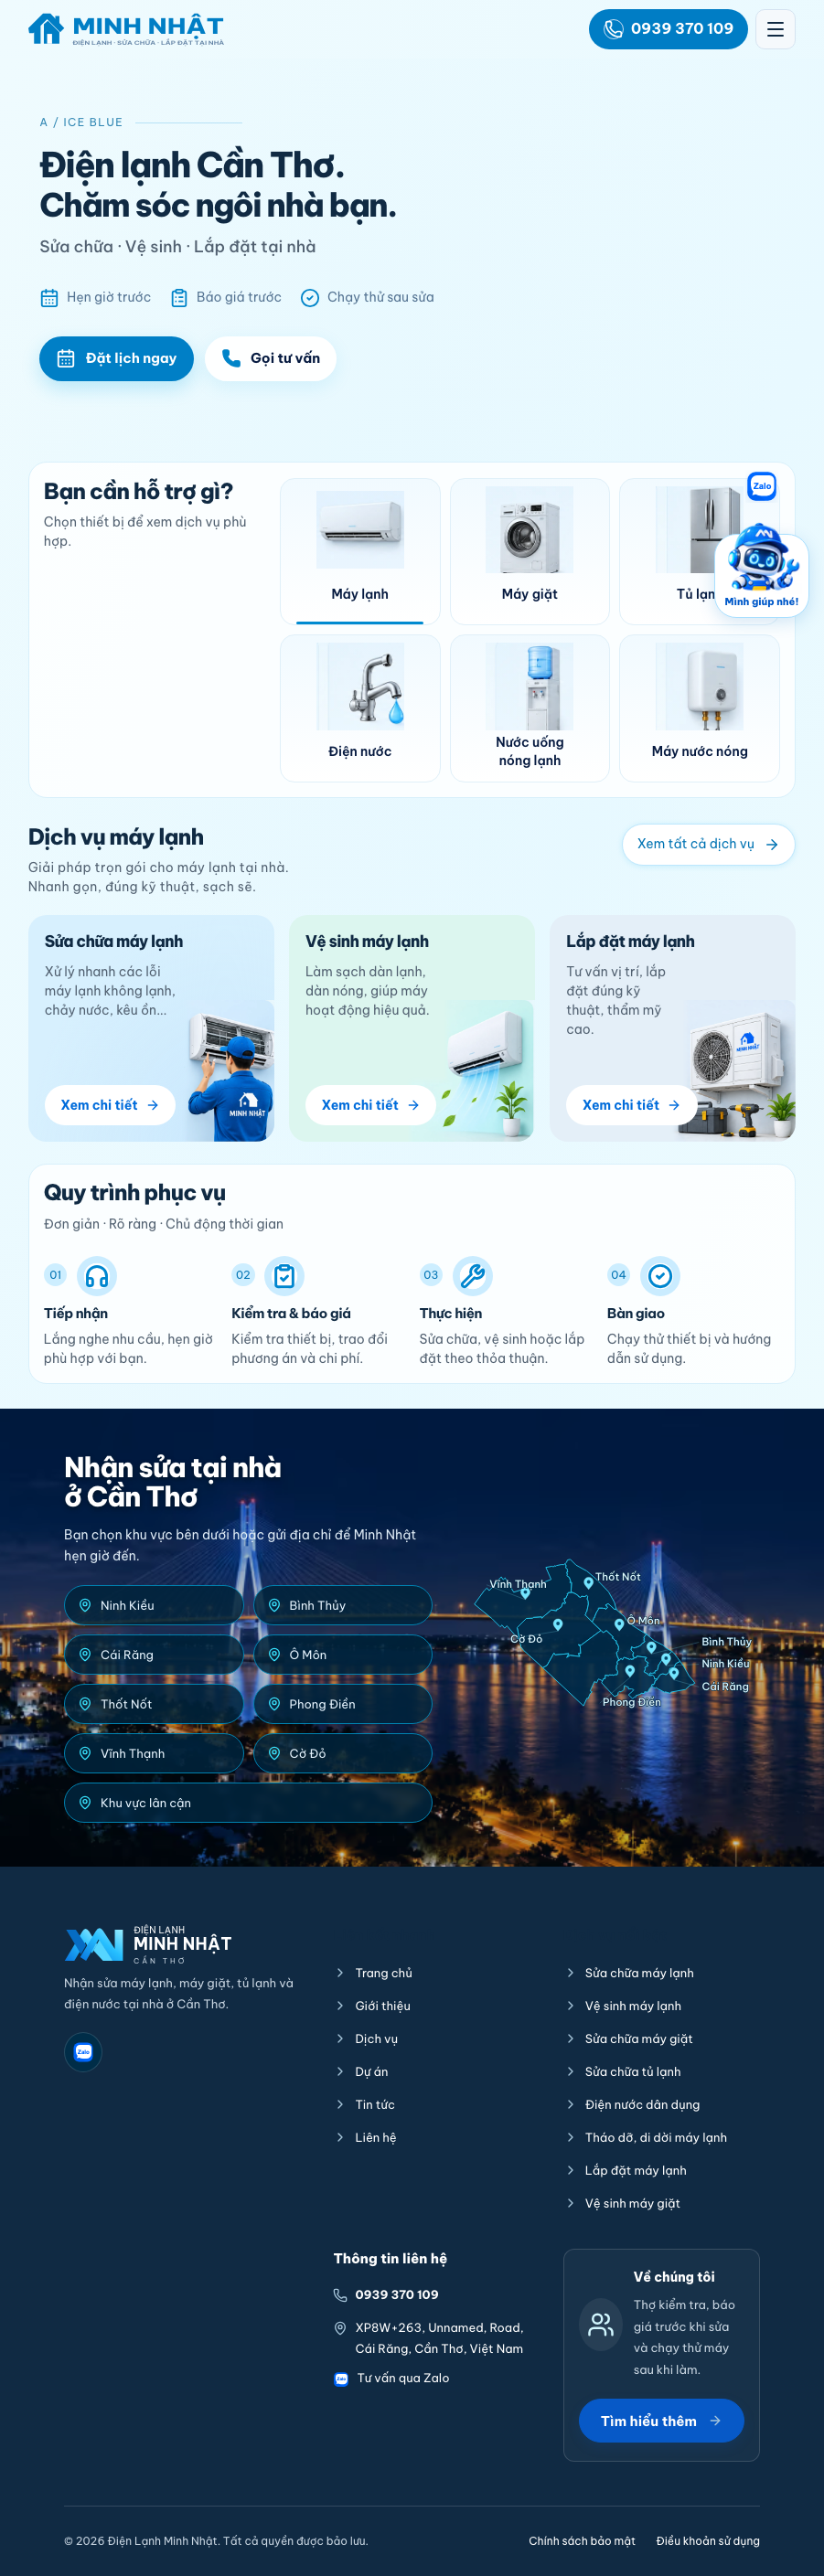 MINH NHẬT
ĐIỆN LẠNH · SỬA CHỮA · LẮP ĐẶT TẠI NHÀ
0939 370 109
A / ICE BLUE
Điện lạnh Cần Thơ.
Chăm sóc ngôi nhà bạn.
Sửa chữa · Vệ sinh · Lắp đặt tại nhà
Hẹn giờ trước
Báo giá trước
Chạy thử sau sửa
Đặt lịch ngay
Gọi tư vấn
Bạn cần hỗ trợ gì?
Chọn thiết bị để xem dịch vụ phù
hợp.
Máy lạnh
Máy giặt
Tủ lạn
Zalo
Mình giúp nhé!
Điện nước
Nước uống
nóng lạnh
Máy nước nóng
Dịch vụ máy lạnh
Giải pháp trọn gói cho máy lạnh tại nhà.
Nhanh gọn, đúng kỹ thuật, sạch sẽ.
Xem tất cả dịch vụ
Sửa chữa máy lạnh
Xử lý nhanh các lỗi
máy lạnh không lạnh,
chảy nước, kêu ồn...
Xem chi tiết
MINH NHẬT
Vệ sinh máy lạnh
Làm sạch dàn lạnh,
dàn nóng, giúp máy
hoạt động hiệu quả.
Xem chi tiết
Lắp đặt máy lạnh
Tư vấn vị trí, lắp
đặt đúng kỹ
thuật, thẩm mỹ
cao.
Xem chi tiết
MINH NHẬT
Quy trình phục vụ
Đơn giản · Rõ ràng · Chủ động thời gian
01
Tiếp nhận
Lắng nghe nhu cầu, hẹn giờ
phù hợp với bạn.
02
Kiểm tra & báo giá
Kiểm tra thiết bị, trao đổi
phương án và chi phí.
03
Thực hiện
Sửa chữa, vệ sinh hoặc lắp
đặt theo thỏa thuận.
04
Bàn giao
Chạy thử thiết bị và hướng
dẫn sử dụng.
Nhận sửa tại nhà
ở Cần Thơ
Bạn chọn khu vực bên dưới hoặc gửi địa chỉ để Minh Nhật
hẹn giờ đến.
Ninh Kiều
Bình Thủy
Cái Răng
Ô Môn
Thốt Nốt
Phong Điền
Vĩnh Thạnh
Cờ Đỏ
Khu vực lân cận
Vĩnh Thạnh
Thốt Nốt
Ô Môn
Cờ Đỏ
Bình Thủy
Ninh Kiều
Cái Răng
Phong Điền
ĐIỆN LẠNH
MINH NHẬT
CẦN THƠ
Nhận sửa máy lạnh, máy giặt, tủ lạnh và
điện nước tại nhà ở Cần Thơ.
Zalo
Trang chủ
Giới thiệu
Dịch vụ
Dự án
Tin tức
Liên hệ
Sửa chữa máy lạnh
Vệ sinh máy lạnh
Sửa chữa máy giặt
Sửa chữa tủ lạnh
Điện nước dân dụng
Tháo dỡ, di dời máy lạnh
Lắp đặt máy lạnh
Vệ sinh máy giặt
Thông tin liên hệ
0939 370 109
XP8W+263, Unnamed, Road,
Cái Răng, Cần Thơ, Việt Nam
Zalo
Tư vấn qua Zalo
Về chúng tôi
Thợ kiểm tra, báo
giá trước khi sửa
và chạy thử máy
sau khi làm.
Tìm hiểu thêm
© 2026 Điện Lạnh Minh Nhật. Tất cả quyền được bảo lưu.
Chính sách bảo mật
Điều khoản sử dụng